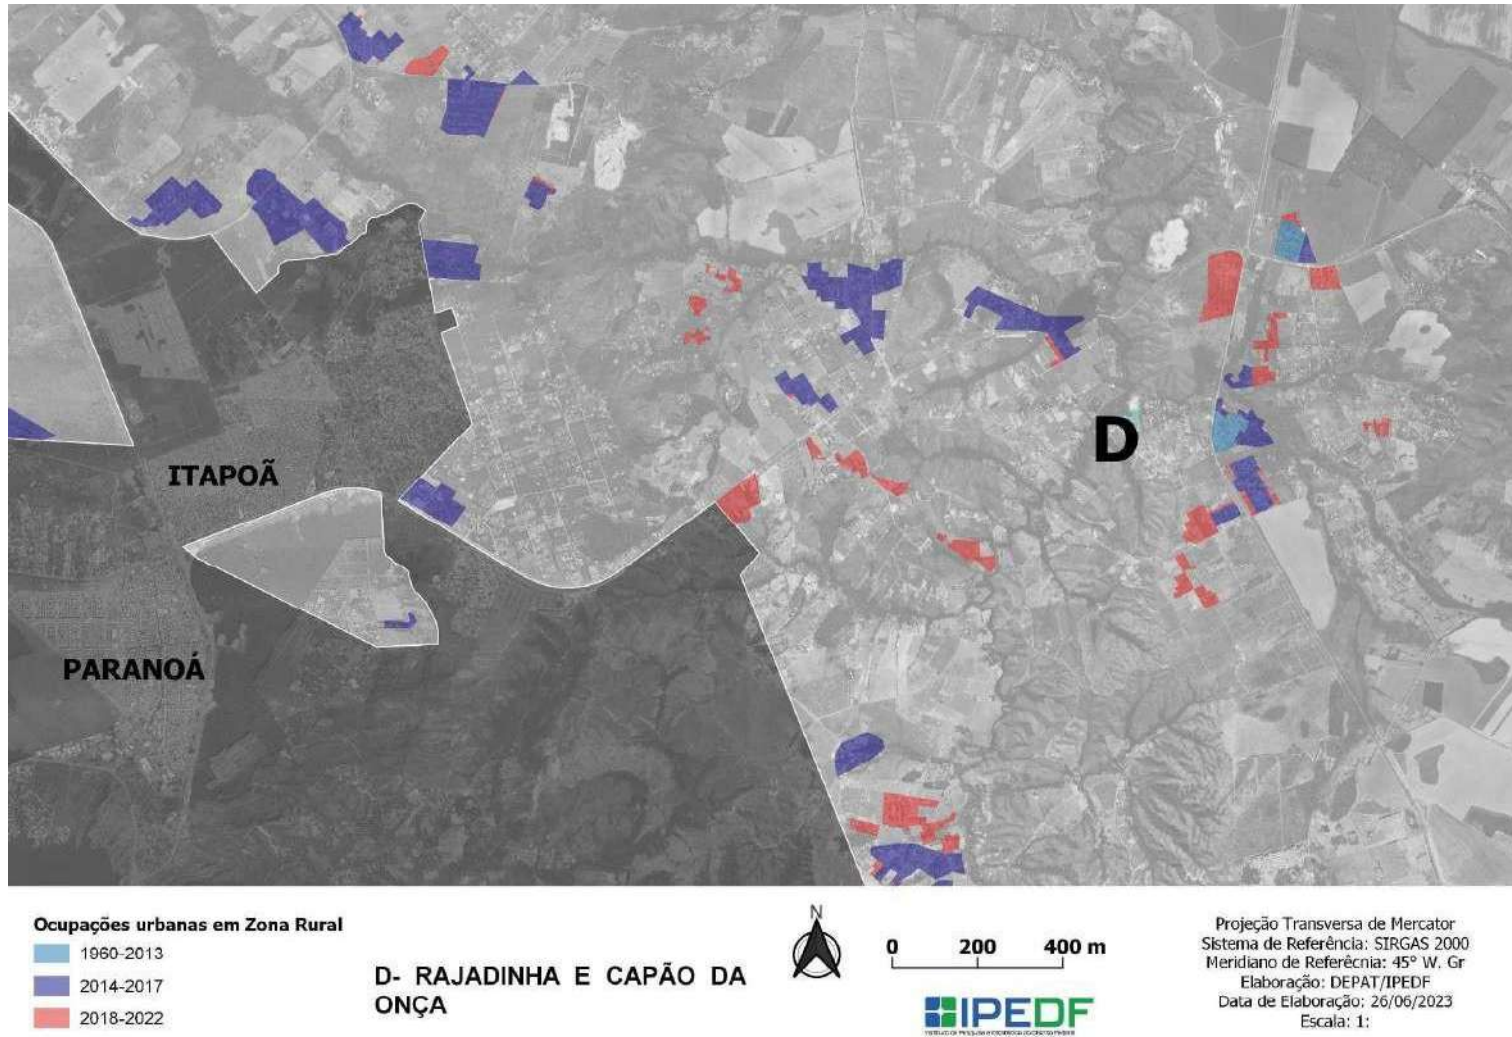 ITAPOÃ
PARANOÁ
D
Ocupações urbanas em Zona Rural
1960-2013
2014-2017
2018-2022
D- RAJADINHA E CAPÃO DA
ONÇA
N
0 200 400 m
IPEDF
Projeção Transversa de Mercator
Sistema de Referência: SIRGAS 2000
Meridiano de Referêcnia: 45° W. Gr
Elaboração: DEPAT/IPEDF
Data de Elaboração: 26/06/2023
Escala: 1: